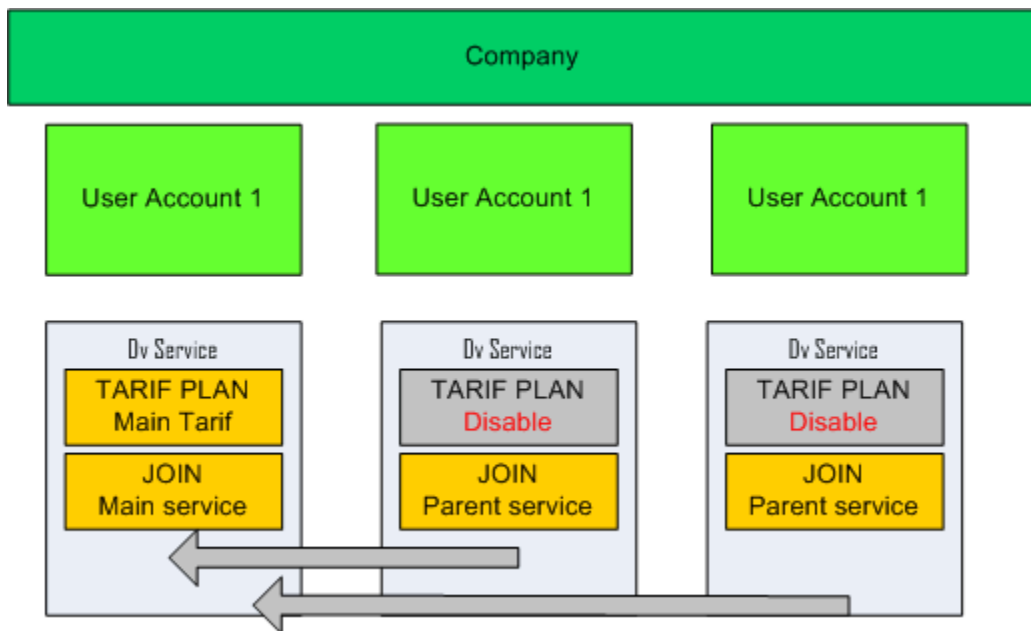 Company
User Account 1
User Account 1
User Account 1
Dv Service
TARIF PLAN
Main Tarif
JOIN
Main service
Dv Service
TARIF PLAN
Disable
JOIN
Parent service
Dv Service
TARIF PLAN
Disable
JOIN
Parent service